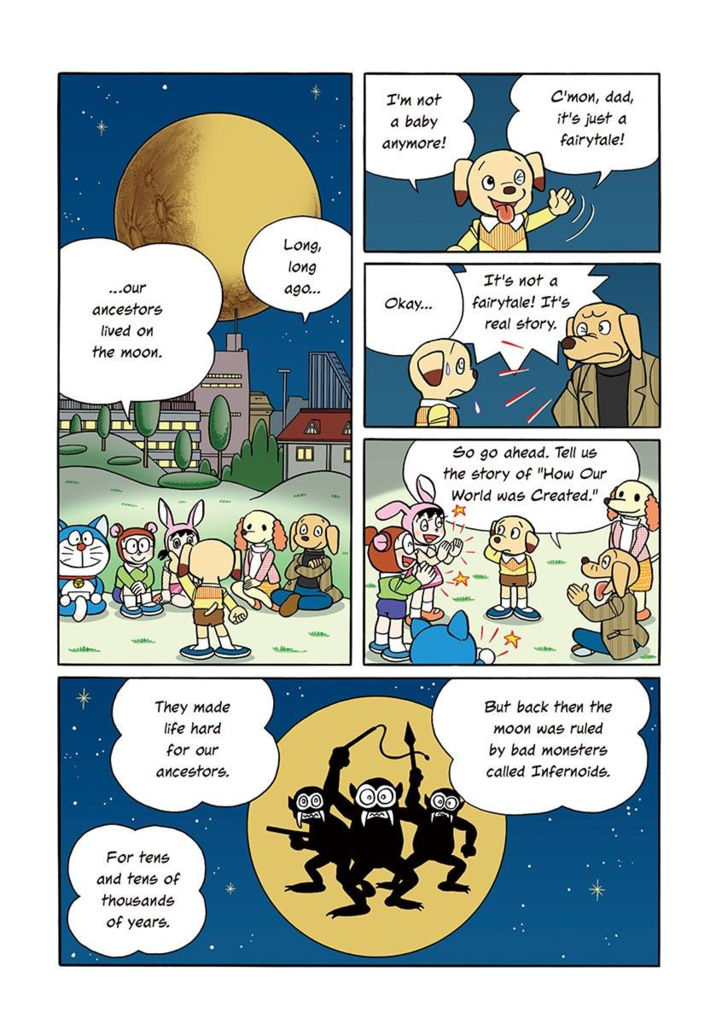 C'mon, dad,
it's just a
fairytale!
I'm not
a baby
anymore!
It's not a
fairytale! It's
real story.
Okay...
So go ahead. Tell us
the story of "How Our
World was Created."
Long,
long
ago...
...our
ancestors
lived on
the moon.
But back then the
moon was ruled
by bad monsters
called Infernoids.
They made
life hard
for our
ancestors.
For tens
and tens of
thousands
of years.